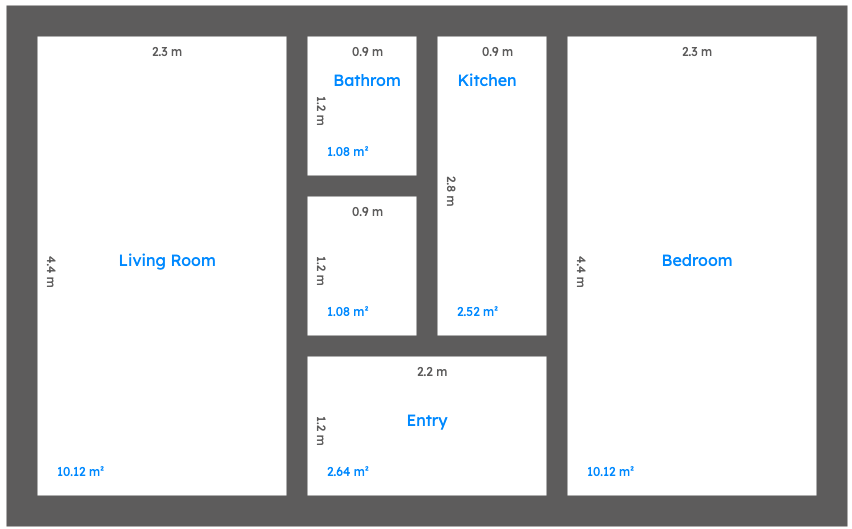 2.3 m
4.4 m
Living Room
10.12 m²
0.9 m
Bathrom
1.2 m
1.08 m²
0.9 m
1.2 m
1.08 m²
0.9 m
Kitchen
2.8 m
2.52 m²
2.2 m
Entry
1.2 m
2.64 m²
2.3 m
4.4 m
Bedroom
10.12 m²